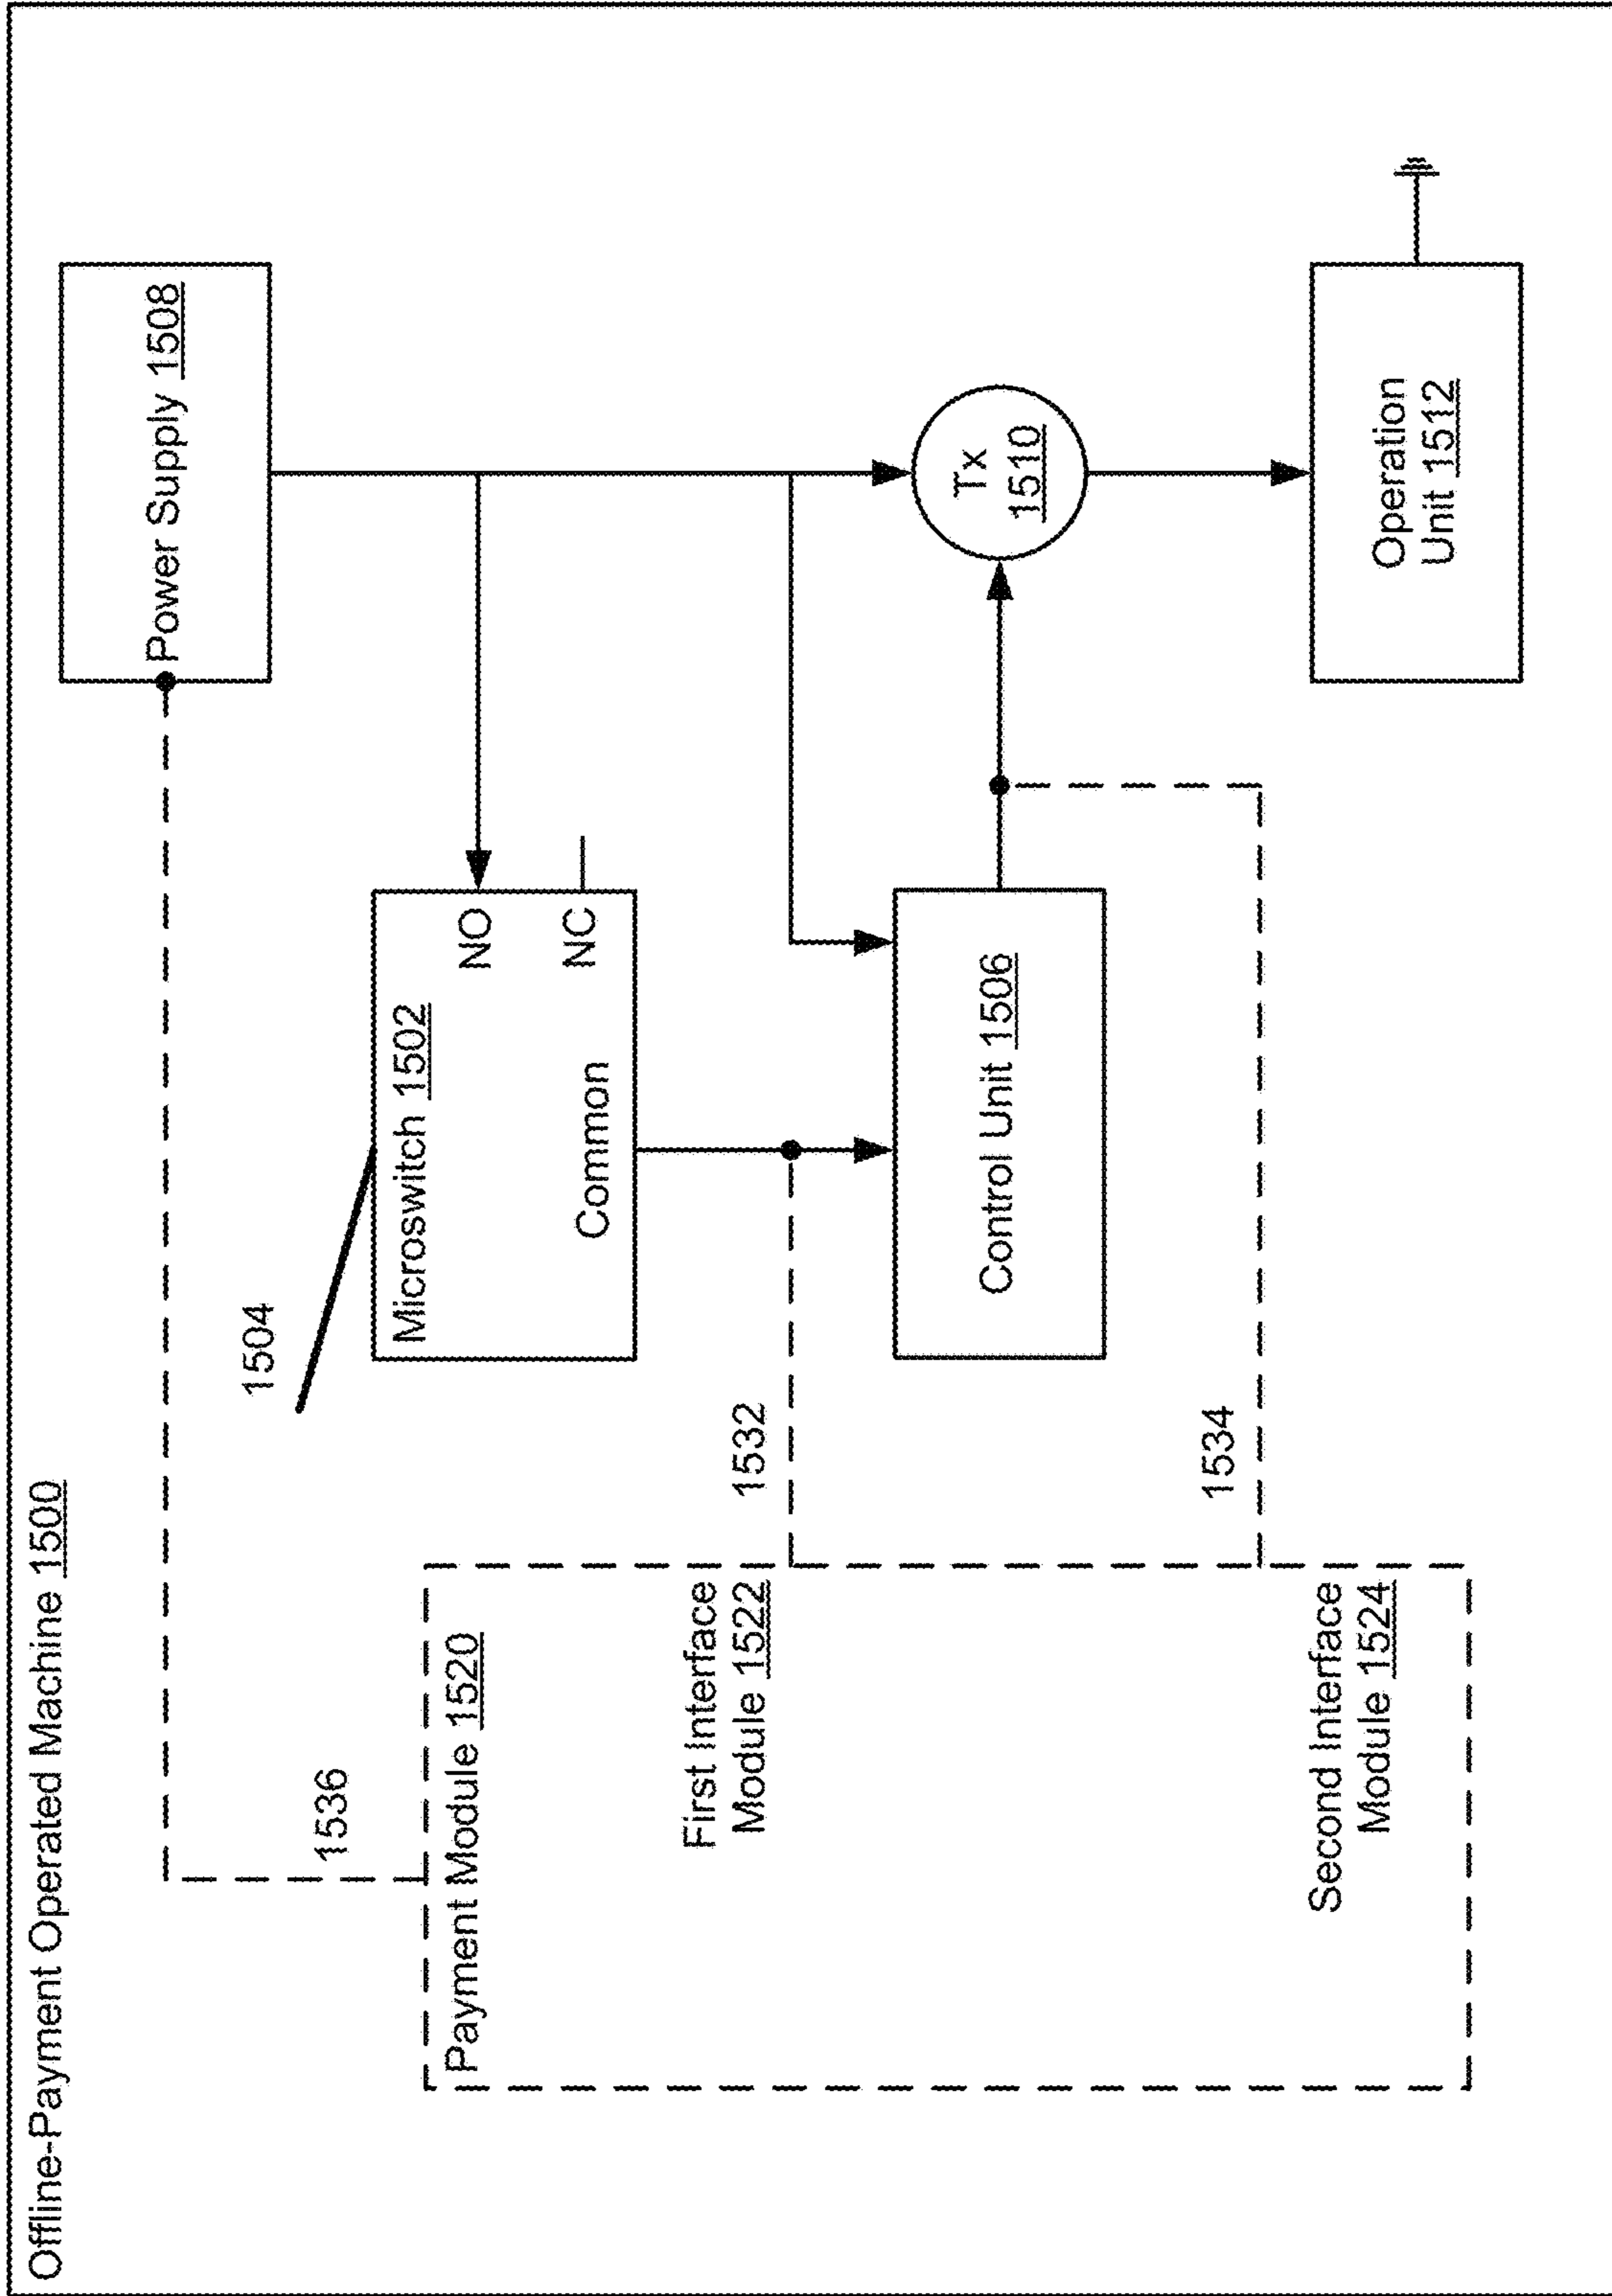 Offline-Payment Operated Machine 1500
Power Supply 1508
1536
1504
Microswitch 1502
NO
NC
Common
Payment Module 1520
First Interface
Module 1522
1532
Control Unit 1506
Tx
1510
1534
Second Interface
Module 1524
Operation
Unit 1512